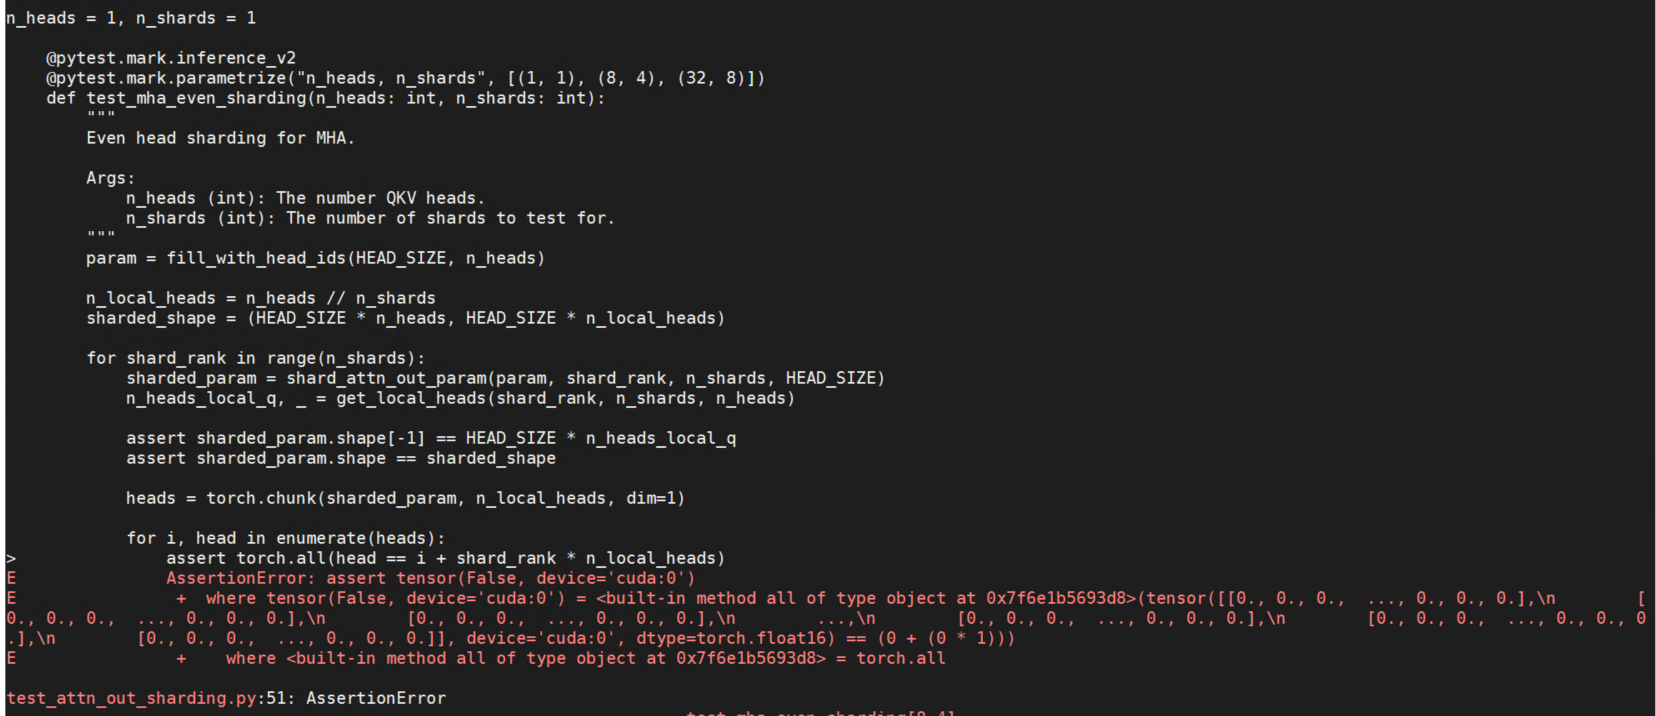 n_heads = 1, n_shards = 1
@pytest.mark.inference_v2
@pytest.mark.parametrize("n_heads, n_shards", [(1, 1), (8, 4), (32, 8)])
def test_mha_even_sharding(n_heads: int, n_shards: int):
"""
Even head sharding for MHA.
Args:
n_heads (int): The number QKV heads.
n_shards (int): The number of shards to test for.
"""
param = fill_with_head_ids(HEAD_SIZE, n_heads)
n_local_heads = n_heads // n_shards
sharded_shape = (HEAD_SIZE * n_heads, HEAD_SIZE * n_local_heads)
for shard_rank in range(n_shards):
sharded_param = shard_attn_out_param(param, shard_rank, n_shards, HEAD_SIZE)
n_heads_local_q, _ = get_local_heads(shard_rank, n_shards, n_heads)
assert sharded_param.shape[-1] == HEAD_SIZE * n_heads_local_q
assert sharded_param.shape == sharded_shape
heads = torch.chunk(sharded_param, n_local_heads, dim=1)
for i, head in enumerate(heads):
> assert torch.all(head == i + shard_rank * n_local_heads)
E AssertionError: assert tensor(False, device='cuda:0')
E + where tensor(False, device='cuda:0') = <built-in method all of type object at 0x7f6e1b5693d8>(tensor([[0., 0., 0., ..., 0., 0., 0.],\n [
0., 0., 0., ..., 0., 0., 0.],\n [0., 0., 0., ..., 0., 0., 0.],\n ...,\n [0., 0., 0., ..., 0., 0., 0.],\n [0., 0., 0., ..., 0., 0., 0
.],\n [0., 0., 0., ..., 0., 0., 0.]], device='cuda:0', dtype=torch.float16) == (0 + (0 * 1)))
E + where <built-in method all of type object at 0x7f6e1b5693d8> = torch.all
test_attn_out_sharding.py:51: AssertionError
test_mha_even_sharding[8-4]